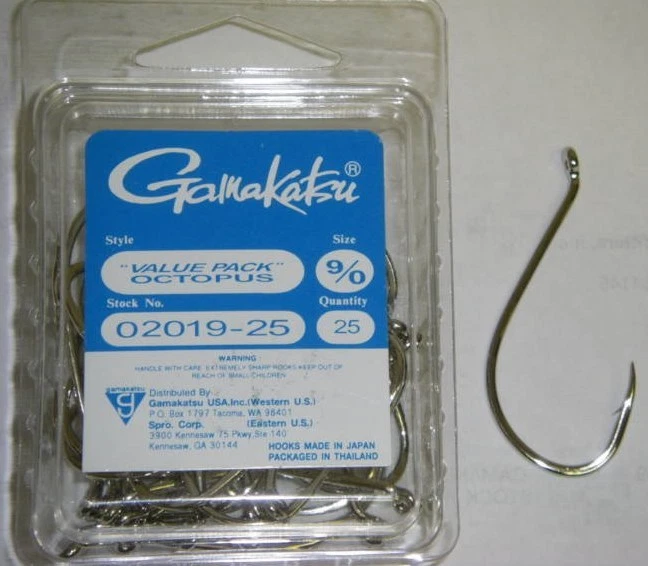 Gamakatsu®
Style
Size
"VALUE PACK"
OCTOPUS
9/0
Stock No.
Quantity
02019-25
25
WARNING
HANDLE WITH CARE. EXTREMELY SHARP HOOKS-KEEP OUT OF
REACH OF SMALL CHILDREN.
gamakatsu
G
Distributed By
Gamakatsu USA.Inc.(Western U.S.)
P.O. Box 1797 Tacoma, WA 98401
Spro. Corp. (Eastern U.S.)
3900 Kennesaw 75 Pkwy,Ste 140
Kennesaw, GA 30144
HOOKS MADE IN JAPAN
PACKAGED IN THAILAND